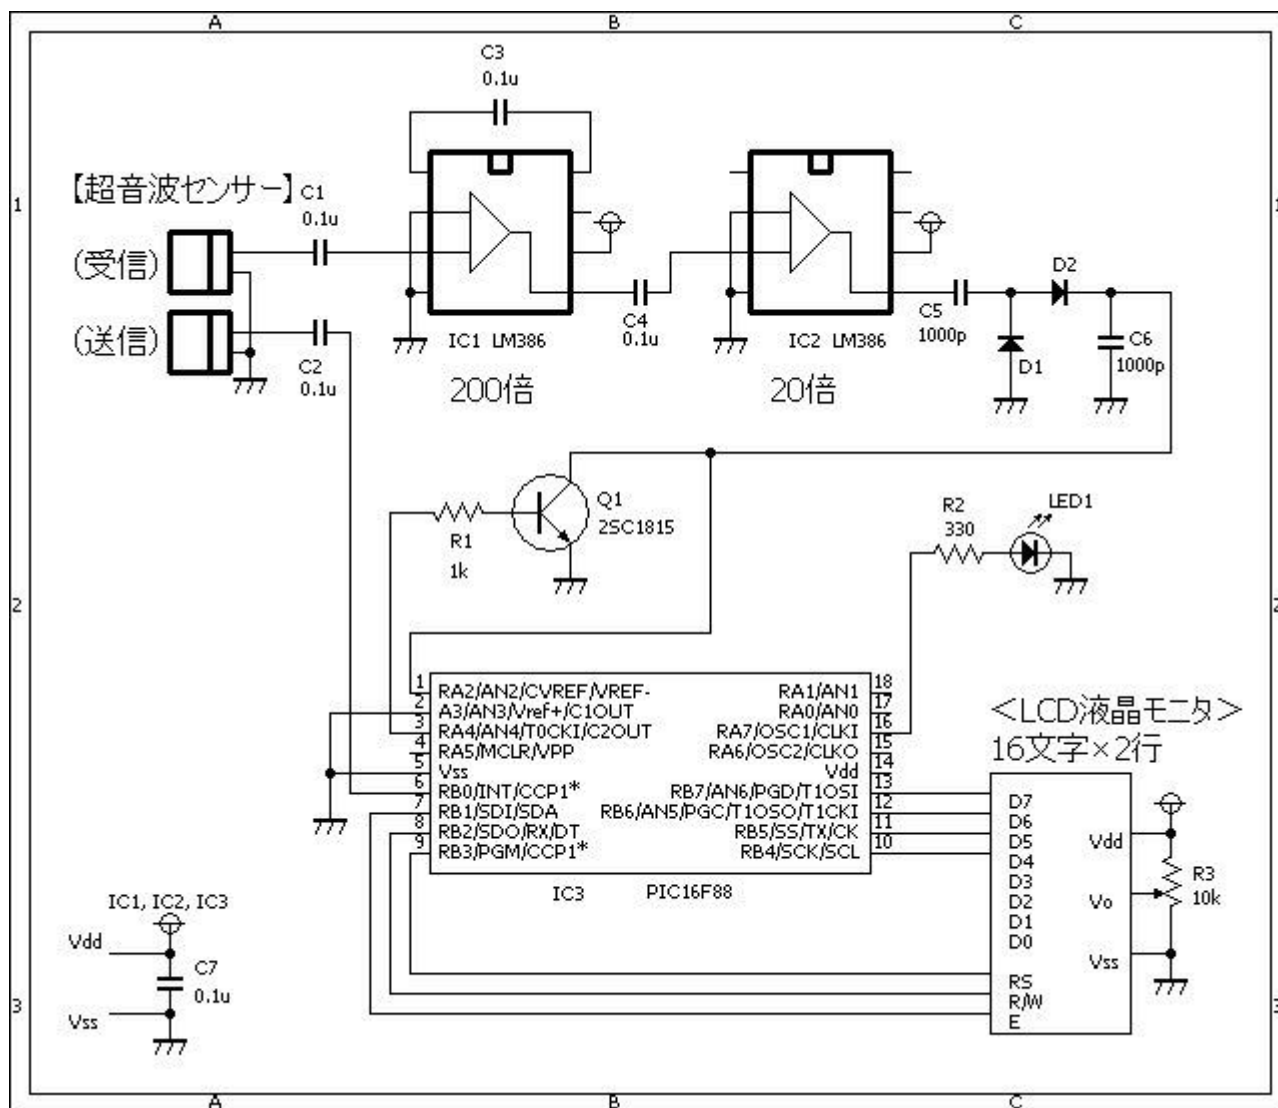 A B C
C3
0.1u
【超音波センサー】
C1
0.1u
1 1
(受信)
(送信)
C2
0.1u
IC1 LM386
200倍
C4
0.1u
IC2 LM386
20倍
C5
1000p
D2
D1
C6
1000p
Q1
2SC1815
R1
1k
R2
330
LED1
2 2
1 RA2/AN2/CVREF/VREF- RA1/AN1 18
2 A3/AN3/Vref+/C1OUT RA0/AN0 17
3 RA4/AN4/T0CKI/C2OUT RA7/OSC1/CLKI 16
4 RA5/MCLR/VPP RA6/OSC2/CLKO 15
5 Vss Vdd 14
6 RB0/INT/CCP1* RB7/AN6/PGD/T1OSI 13
7 RB1/SDI/SDA RB6/AN5/PGC/T1OSO/T1CKI 12
8 RB2/SDO/RX/DT RB5/SS/TX/CK 11
9 RB3/PGM/CCP1* RB4/SCK/SCL 10
IC3 PIC16F88
＜LCD液晶モニタ＞
16文字×2行
D7
D6
D5
D4
D3
D2
D1
D0
RS
R/W
E
Vdd
Vo
Vss
R3
10k
IC1, IC2, IC3
Vdd
C7
0.1u
Vss
3 3
A B C